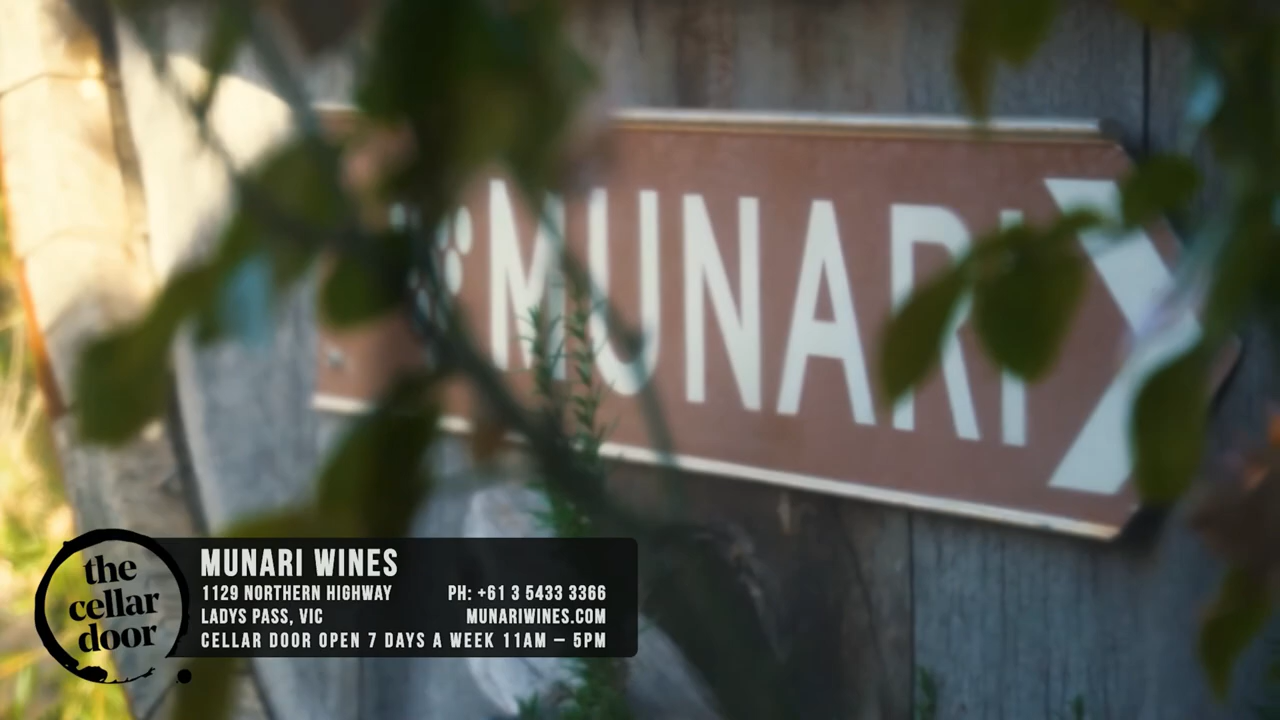 MUNARI
the
cellar
door
MUNARI WINES
1129 NORTHERN HIGHWAY
PH: +61 3 5433 3366
LADYS PASS, VIC
MUNARIWINES.COM
CELLAR DOOR OPEN 7 DAYS A WEEK 11AM – 5PM